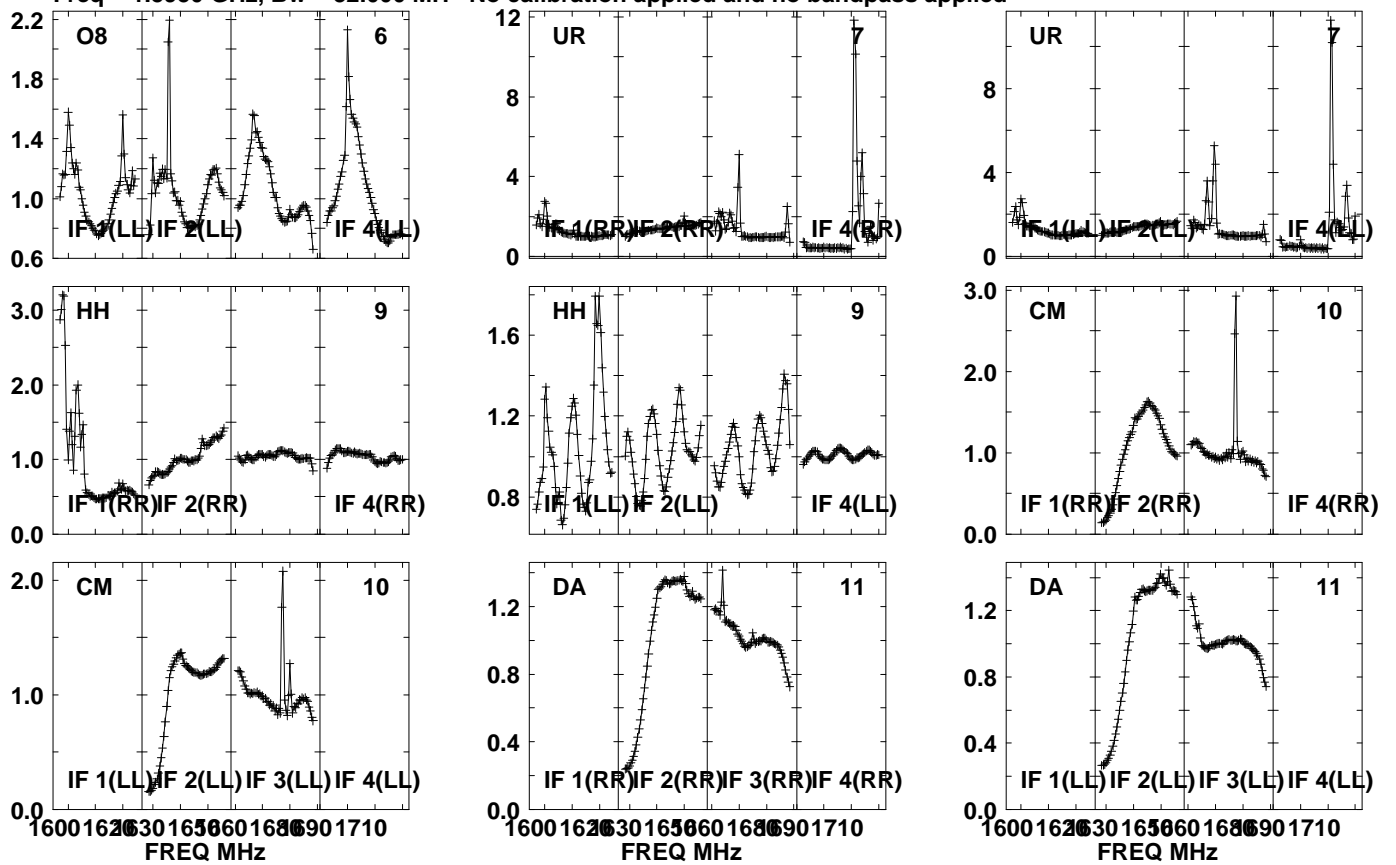 No calibration applied and no bandpass applied
2.2 O8 6 12 UR 7 UR 7
1.8 8 8
1.4 4 4
1.0
0.6 IF 2(LL) IF 4(LL) 0 IF 1(RR) IF 2(RR) IF 4(RR) 0 IF 1(LL) IF 2(LL) IF 4(LL)
3.0 HH 9 HH 9 3.0 CM 10
2.0 1.6 2.0
1.0 1.2 1.0
0.0 IF 1(RR) IF 2(RR) IF 4(RR) 0.8 IF 1(LL) IF 2(LL) IF 4(LL) 0.0 IF 1(RR) IF 2(RR) IF 4(RR)
2.0 CM 10 DA 11 DA 11
1.2 1.2
1.0 0.8 0.8
0.4 0.4
0.0 IF 1(LL) IF 2(LL) IF 3(LL) IF 4(LL) 0.0 IF 1(RR) IF 2(RR) IF 3(RR) IF 4(RR) 0.0 IF 1(LL) IF 2(LL) IF 3(LL) IF 4(LL)
1600 1680 1690 1710 1600 1680 1690 1710 1600 1680 1690 1710
FREQ MHz FREQ MHz FREQ MHz